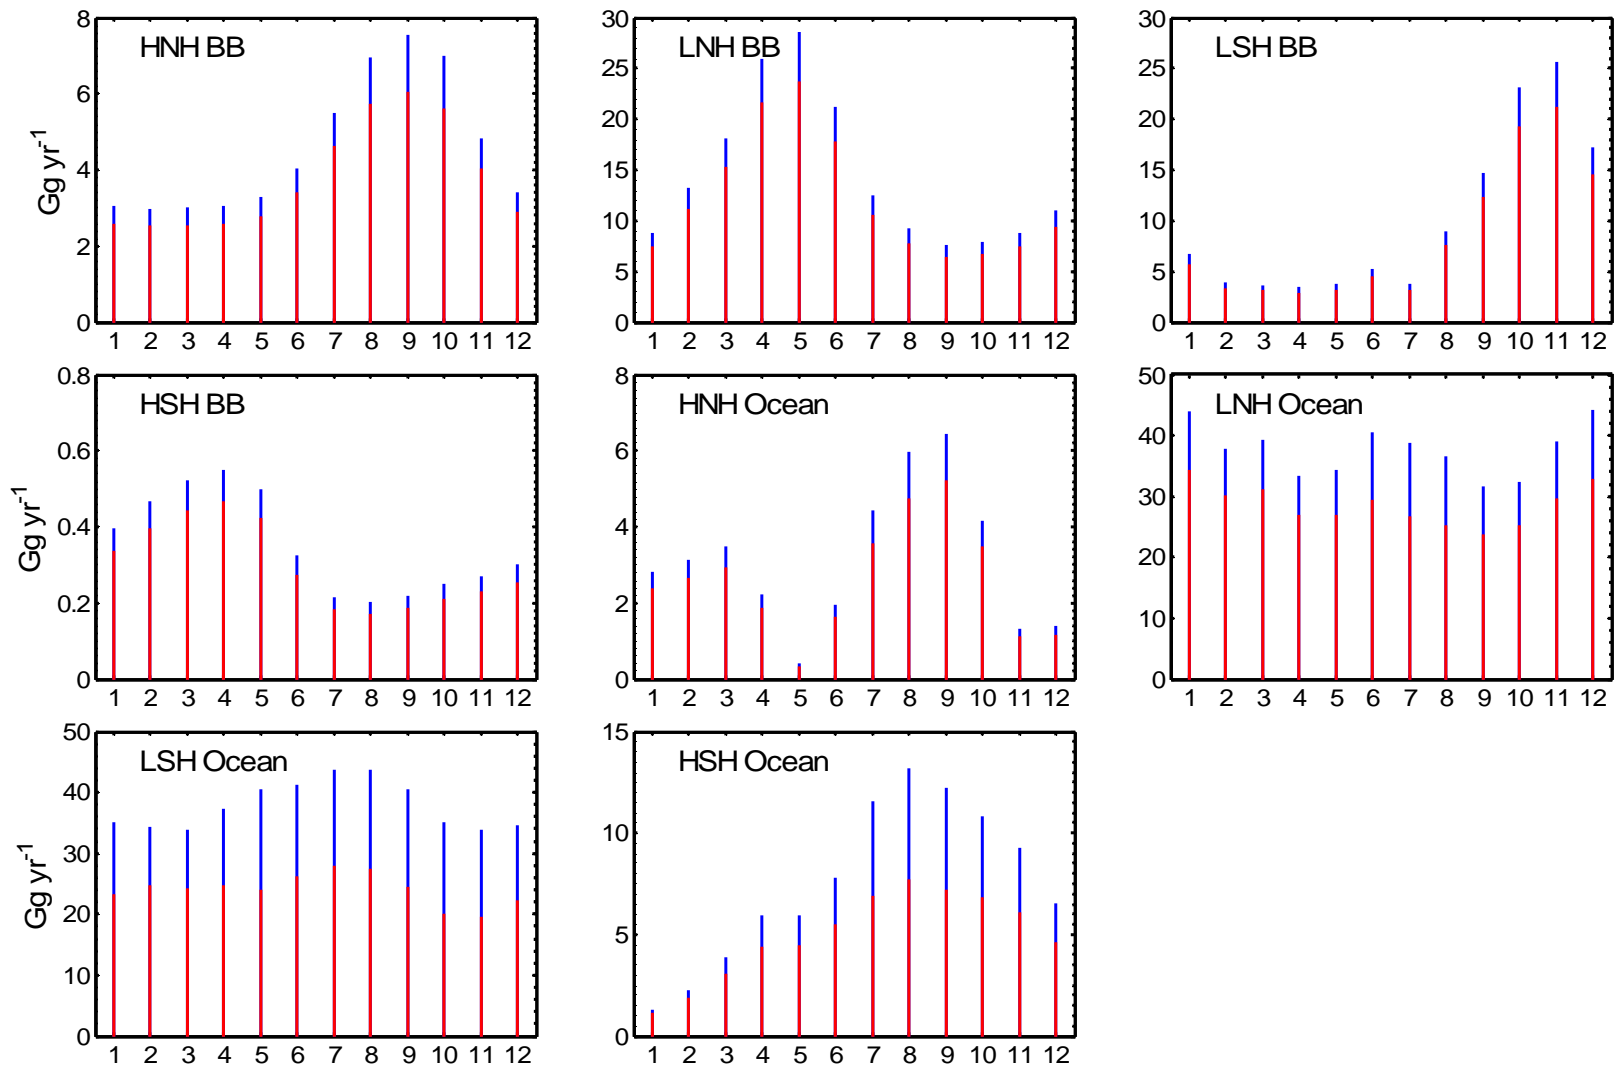 HNH BB
Gg yr-1
8
6
4
2
0
1 2 3 4 5 6 7 8 9 10 11 12
LNH BB
30
25
20
15
10
5
0
1 2 3 4 5 6 7 8 9 10 11 12
LSH BB
30
25
20
15
10
5
0
1 2 3 4 5 6 7 8 9 10 11 12
HSH BB
Gg yr-1
0.8
0.6
0.4
0.2
0
1 2 3 4 5 6 7 8 9 10 11 12
HNH Ocean
8
6
4
2
0
1 2 3 4 5 6 7 8 9 10 11 12
LNH Ocean
50
40
30
20
10
0
1 2 3 4 5 6 7 8 9 10 11 12
LSH Ocean
Gg yr-1
50
40
30
20
10
0
1 2 3 4 5 6 7 8 9 10 11 12
HSH Ocean
15
10
5
0
1 2 3 4 5 6 7 8 9 10 11 12